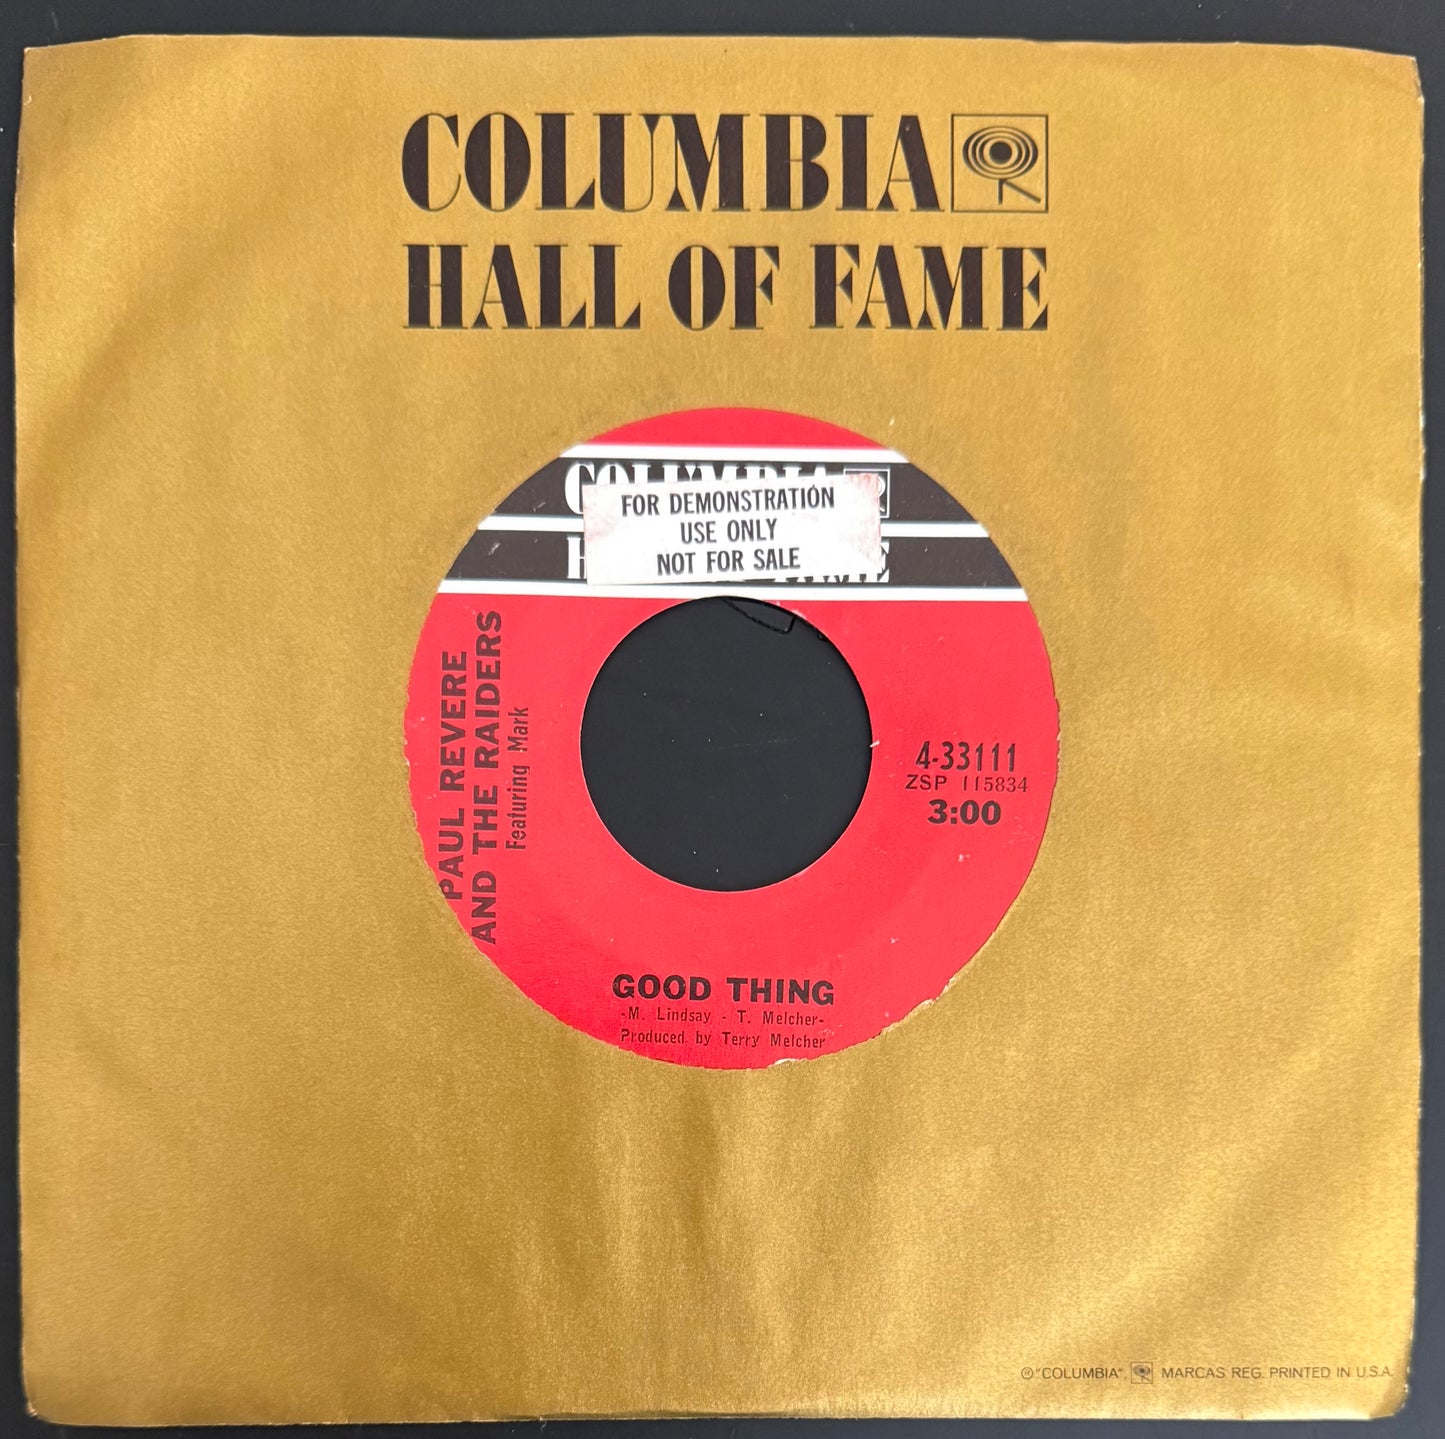 COLUMBIA
HALL OF FAME
COLUMBIA
FOR DEMONSTRATION
USE ONLY
NOT FOR SALE
PAUL REVERE
AND THE RAIDERS
Featuring Mark
4-33111
ZSP 115834
3:00
GOOD THING
-M. Lindsay - T. Melcher-
Produced by Terry Melcher
"COLUMBIA", MARCAS REG. PRINTED IN U.S.A.